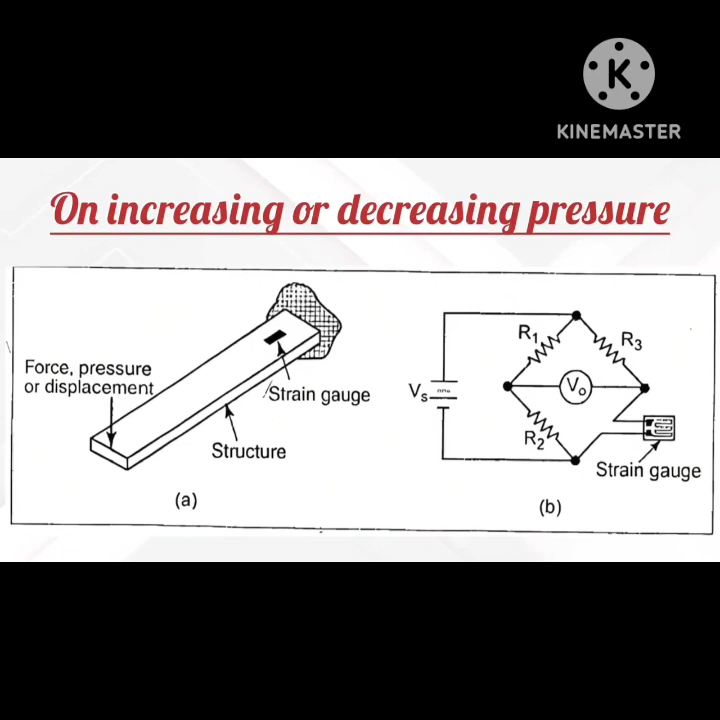 K
KINEMASTER
On increasing or decreasing pressure
Force, pressure
or displacement
Strain gauge
Structure
(a)
R1
R3
Vs
Vo
R2
Strain gauge
(b)